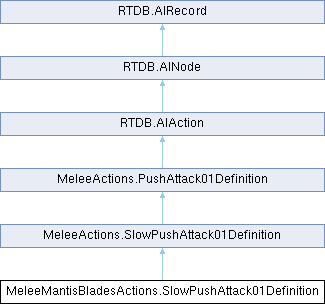 RTDB.AIRecord
RTDB.AINode
RTDB.AIAction
MeleeActions.PushAttack01Definition
MeleeActions.SlowPushAttack01Definition
MeleeMantisBladesActions.SlowPushAttack01Definition